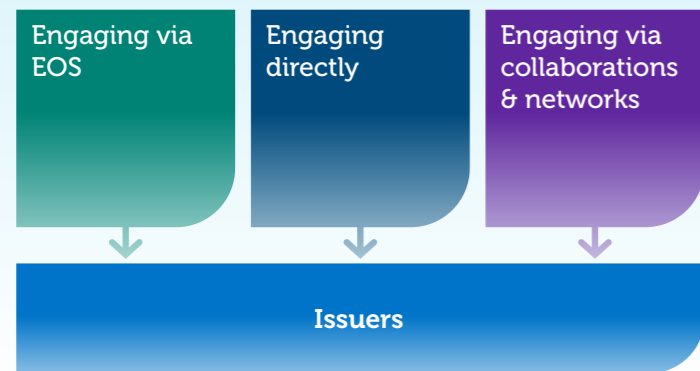 Engaging via
EOS
Engaging
directly
Engaging via
collaborations
& networks
Issuers